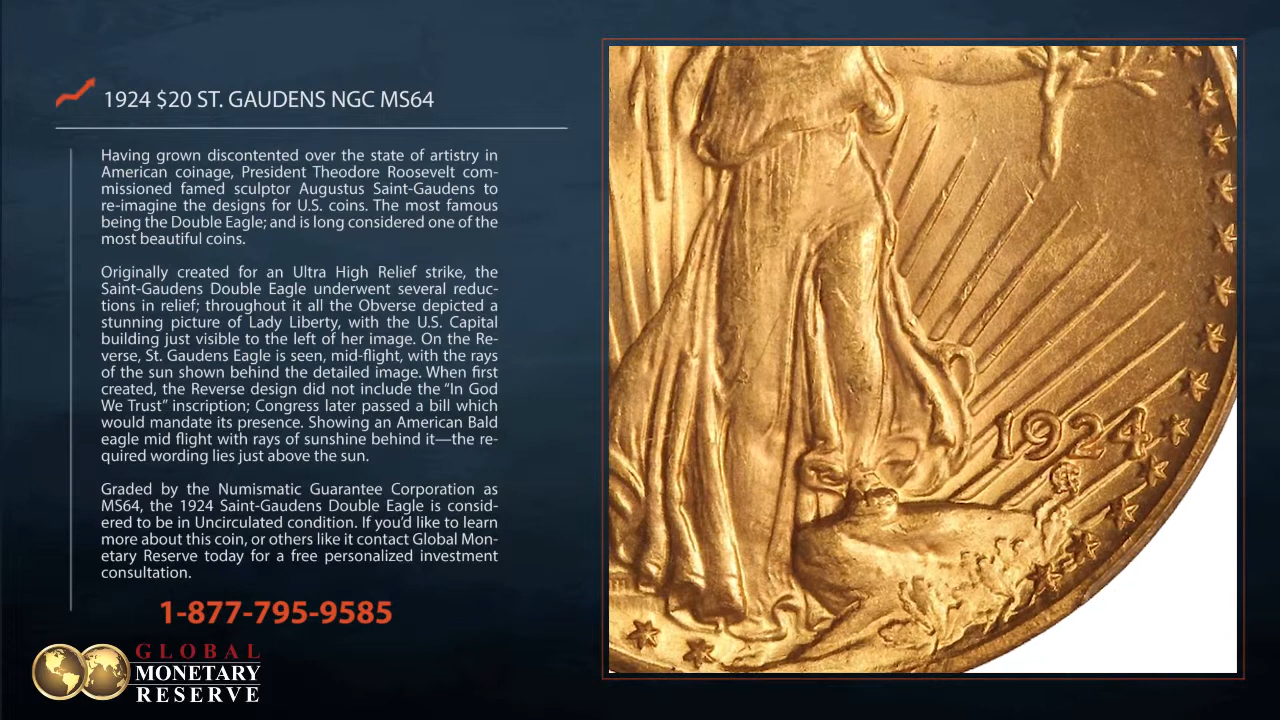 1924 $20 ST. GAUDENS NGC MS64
Having grown discontented over the state of artistry in
American coinage, President Theodore Roosevelt com-
missioned famed sculptor Augustus Saint-Gaudens to
re-imagine the designs for U.S. coins. The most famous
being the Double Eagle; and is long considered one of the
most beautiful coins.
Originally created for an Ultra High Relief strike, the
Saint-Gaudens Double Eagle underwent several reduc-
tions in relief; throughout it all the Obverse depicted a
stunning picture of Lady Liberty, with the U.S. Capital
building just visible to the left of her image. On the Re-
verse, St. Gaudens Eagle is seen, mid-flight, with the rays
of the sun shown behind the detailed image. When first
created, the Reverse design did not include the “In God
We Trust” inscription; Congress later passed a bill which
would mandate its presence. Showing an American Bald
eagle mid flight with rays of sunshine behind it—the re-
quired wording lies just above the sun.
Graded by the Numismatic Guarantee Corporation as
MS64, the 1924 Saint-Gaudens Double Eagle is consid-
ered to be in Uncirculated condition. If you’d like to learn
more about this coin, or others like it contact Global Mon-
etary Reserve today for a free personalized investment
consultation.
1-877-795-9585
GLOBAL
MONETARY
RESERVE
1924